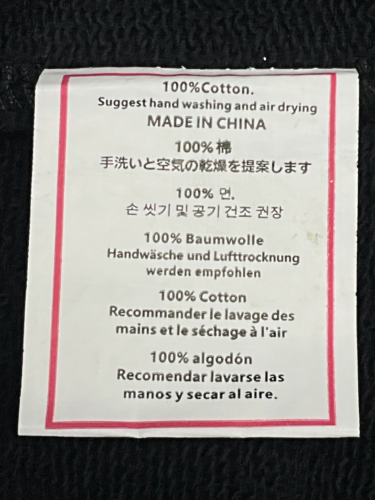 100%Cotton.
Suggest hand washing and air drying
MADE IN CHINA
100% 棉
手洗いと空気の乾燥を提案します
100% 면.
손 씻기 및 공기 건조 권장
100% Baumwolle
Handwäsche und Lufttrocknung
werden empfohlen
100% Cotton
Recommander le lavage des
mains et le séchage à l'air
100% algodón
Recomendar lavarse las
manos y secar al aire.